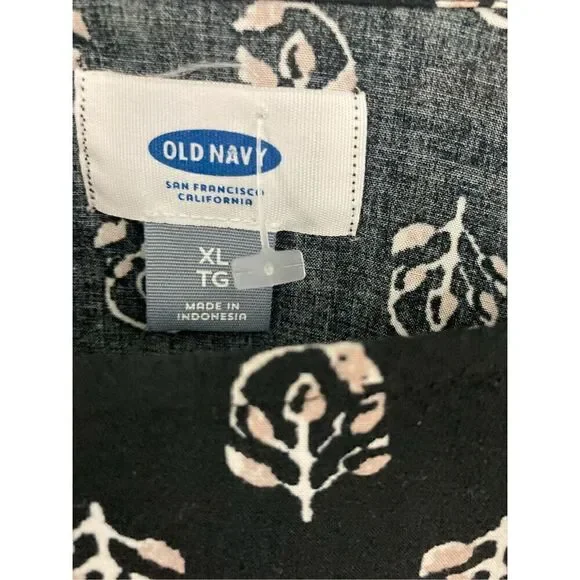 OLD NAVY
SAN FRANCISCO
CALIFORNIA
XL
TG
MADE IN
INDONESIA